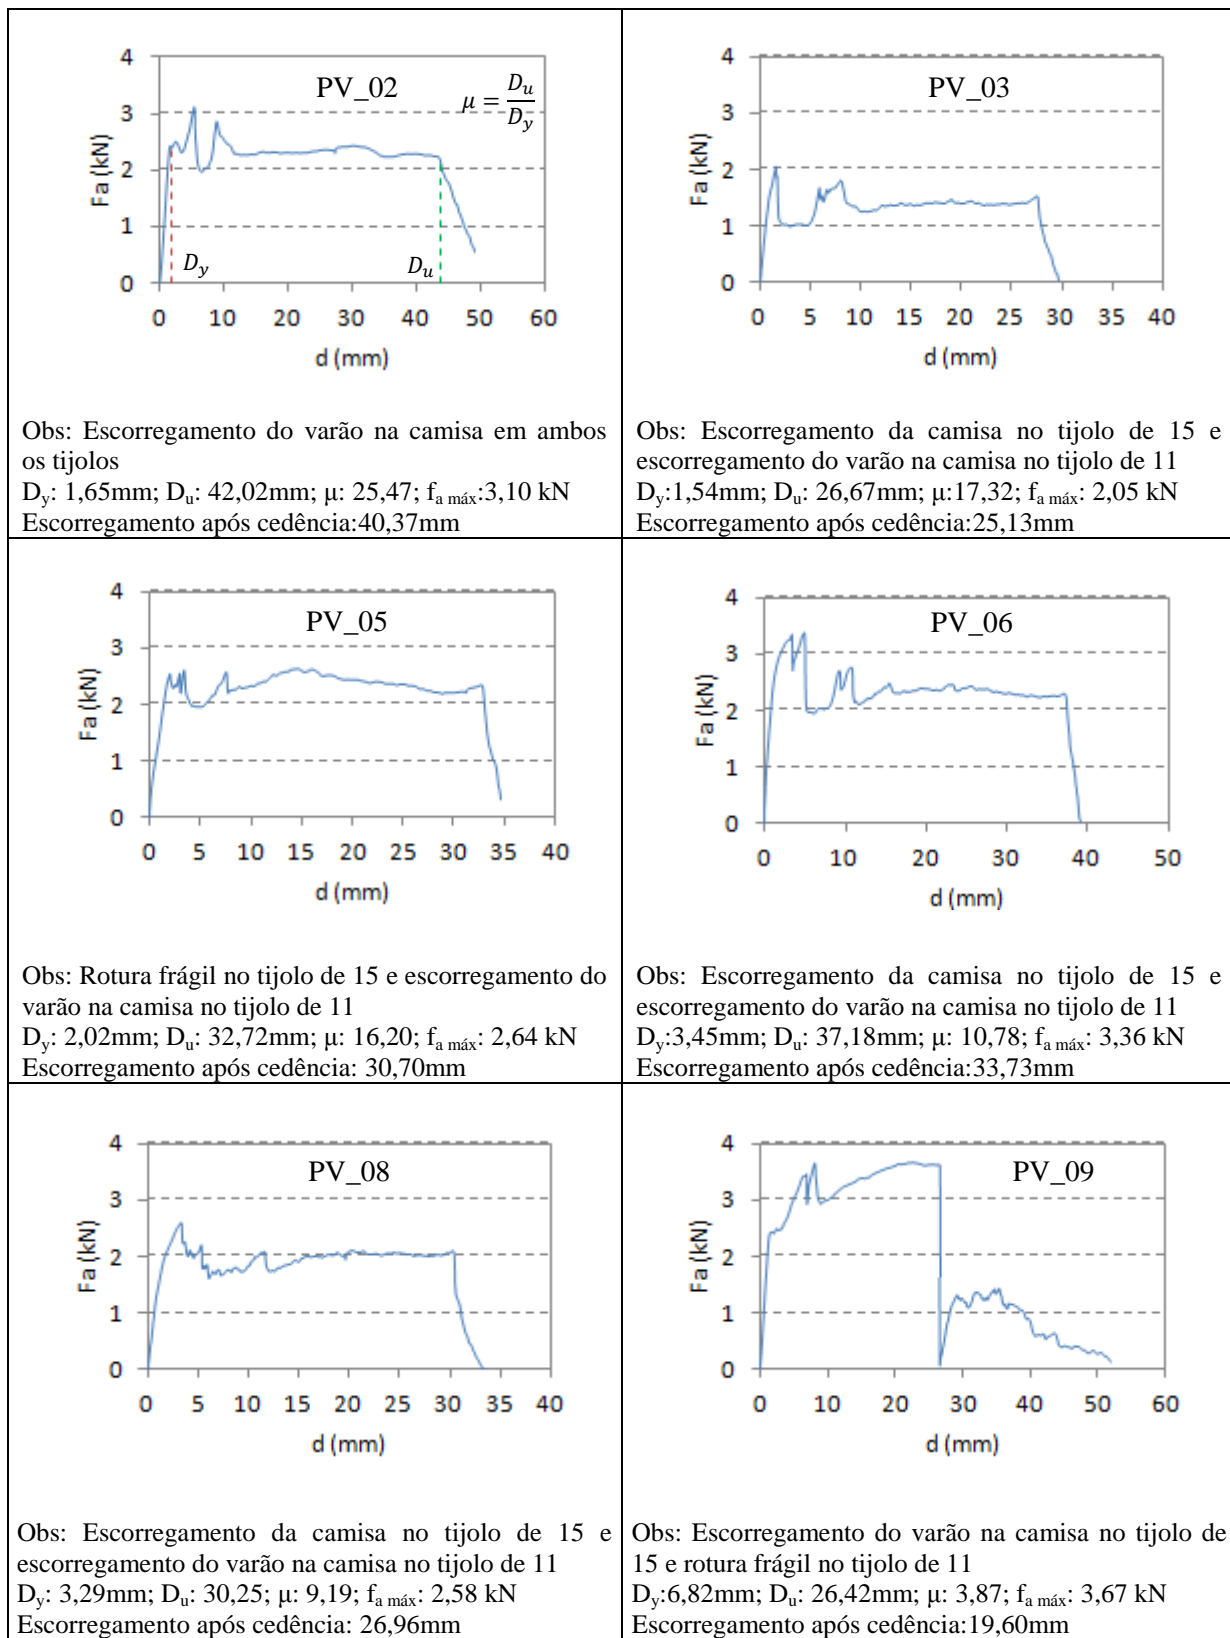 PV_02
μ = D_u/D_y
4
3
2
1
0
Fa (kN)
D_y
D_u
0 10 20 30 40 50 60
d (mm)
Obs: Escorregamento do varão na camisa em ambos
os tijolos
Dy: 1,65mm; Du: 42,02mm; μ: 25,47; fa máx:3,10 kN
Escorregamento após cedência:40,37mm
PV_03
4
3
2
1
0
Fa (kN)
0 5 10 15 20 25 30 35 40
d (mm)
Obs: Escorregamento da camisa no tijolo de 15 e
escorregamento do varão na camisa no tijolo de 11
Dy:1,54mm; Du: 26,67mm; μ:17,32; fa máx: 2,05 kN
Escorregamento após cedência:25,13mm
PV_05
4
3
2
1
0
Fa (kN)
0 5 10 15 20 25 30 35 40
d (mm)
Obs: Rotura frágil no tijolo de 15 e escorregamento do
varão na camisa no tijolo de 11
Dy: 2,02mm; Du: 32,72mm; μ: 16,20; fa máx: 2,64 kN
Escorregamento após cedência: 30,70mm
PV_06
4
3
2
1
0
Fa (kN)
0 10 20 30 40 50
d (mm)
Obs: Escorregamento da camisa no tijolo de 15 e
escorregamento do varão na camisa no tijolo de 11
Dy:3,45mm; Du: 37,18mm; μ: 10,78; fa máx: 3,36 kN
Escorregamento após cedência:33,73mm
PV_08
4
3
2
1
0
Fa (kN)
0 5 10 15 20 25 30 35 40
d (mm)
Obs: Escorregamento da camisa no tijolo de 15 e
escorregamento do varão na camisa no tijolo de 11
Dy: 3,29mm; Du: 30,25; μ: 9,19; fa máx: 2,58 kN
Escorregamento após cedência: 26,96mm
PV_09
4
3
2
1
0
Fa (kN)
0 10 20 30 40 50 60
d (mm)
Obs: Escorregamento do varão na camisa no tijolo de
15 e rotura frágil no tijolo de 11
Dy:6,82mm; Du: 26,42mm; μ: 3,87; fa máx: 3,67 kN
Escorregamento após cedência:19,60mm